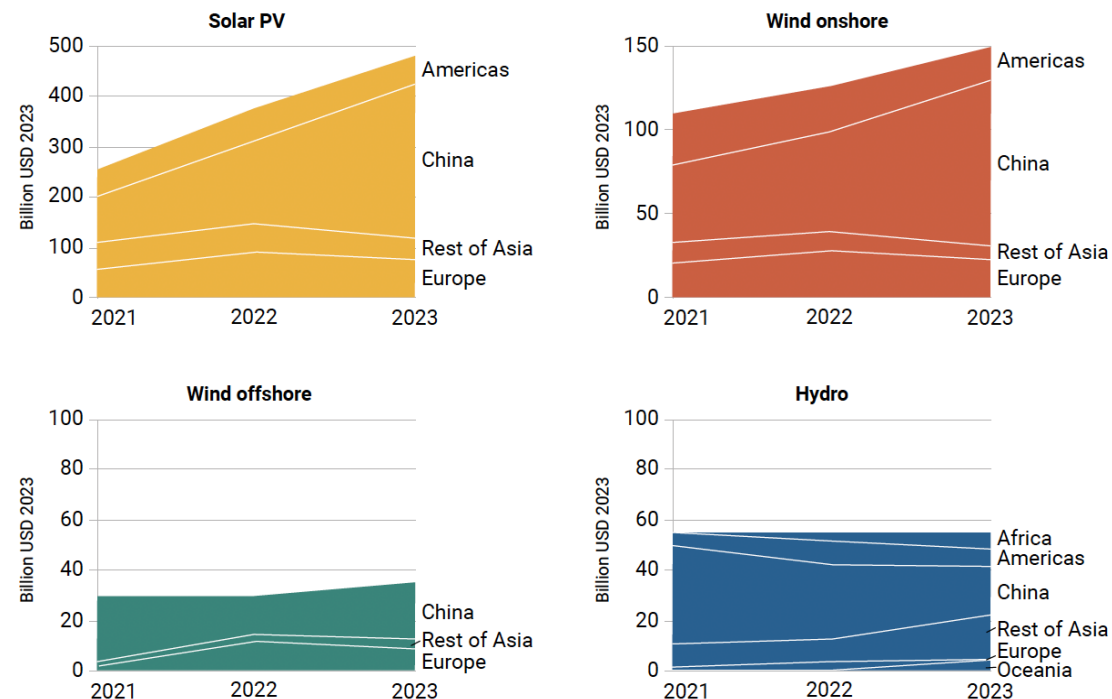 Solar PV
500
400
300
200
100
0
Billion USD 2023
Americas
China
Rest of Asia
Europe
2021 2022 2023
Wind onshore
150
100
50
0
Billion USD 2023
Americas
China
Rest of Asia
Europe
2021 2022 2023
Wind offshore
100
80
60
40
20
0
Billion USD 2023
China
Rest of Asia
Europe
2021 2022 2023
Hydro
100
80
60
40
20
0
Billion USD 2023
Africa
Americas
China
Rest of Asia
Europe
Oceania
2021 2022 2023